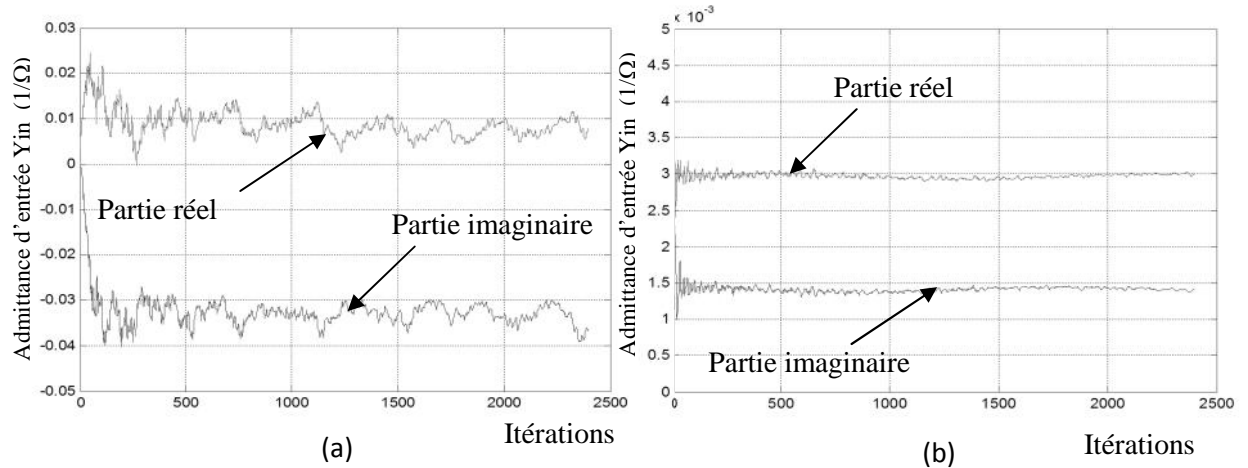 Admittance d'entrée Yin (1/Ω)
0.03
0.02
0.01
0
-0.01
-0.02
-0.03
-0.04
-0.05
0
500
1000
1500
2000
2500
Partie réel
Partie imaginaire
(a)
Itérations
Admittance d'entrée Yin (1/Ω)
x 10⁻³
5
4.5
4
3.5
3
2.5
2
1.5
1
0.5
0
0
500
1000
1500
2000
2500
Partie réel
Partie imaginaire
(b)
Itérations